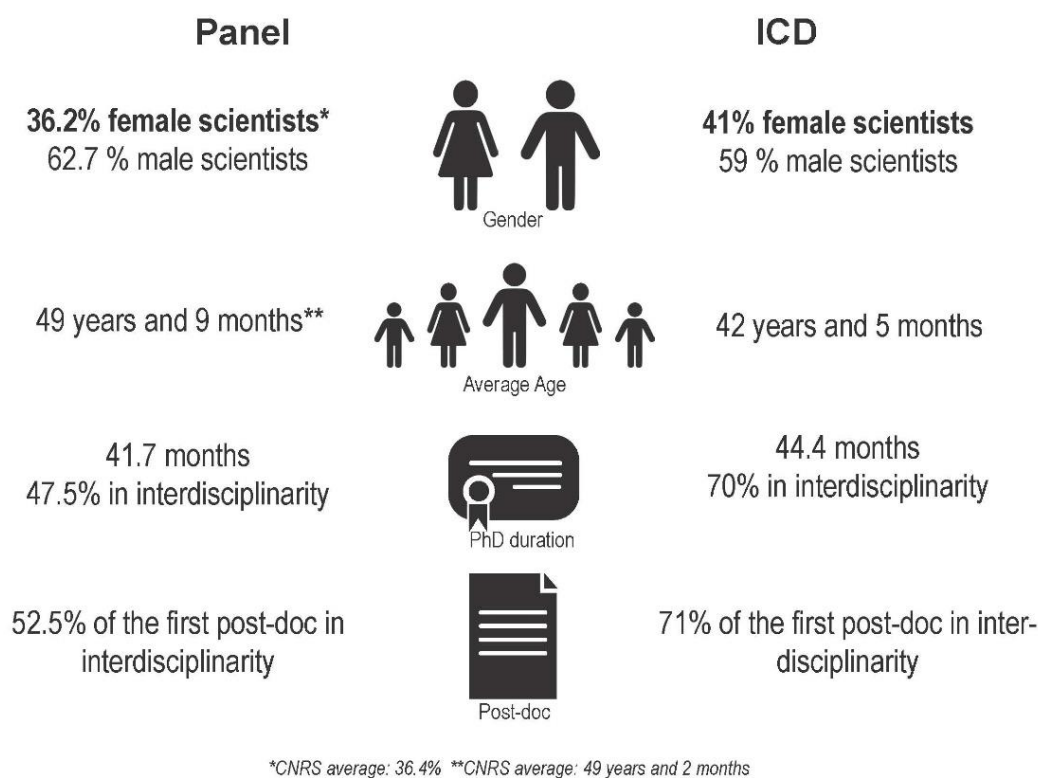 Panel
ICD
36.2% female scientists*
62.7 % male scientists
41% female scientists
59 % male scientists
Gender
49 years and 9 months**
42 years and 5 months
Average Age
41.7 months
47.5% in interdisciplinarity
44.4 months
70% in interdisciplinarity
PhD duration
52.5% of the first post-doc in
interdisciplinarity
71% of the first post-doc in inter-
disciplinarity
Post-doc
*CNRS average: 36.4% **CNRS average: 49 years and 2 months